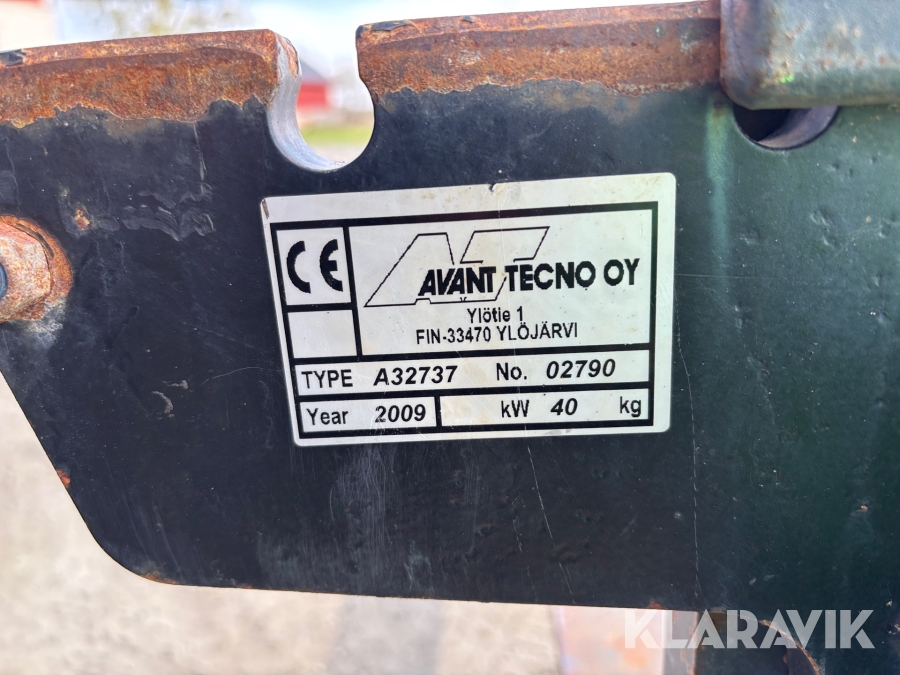 CE
AT
AVANT TECNO OY
Ylötie 1
FIN-33470 YLÖJÄRVI
TYPE A32737 No. 02790
Year 2009 kW 40 kg
KLARAVIK